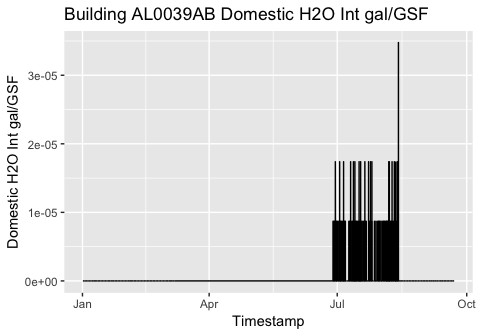 Building AL0039AB Domestic H2O Int gal/GSF
Domestic H2O Int gal/GSF
3e-05
2e-05
1e-05
0e+00
Jan Apr Jul Oct
Timestamp